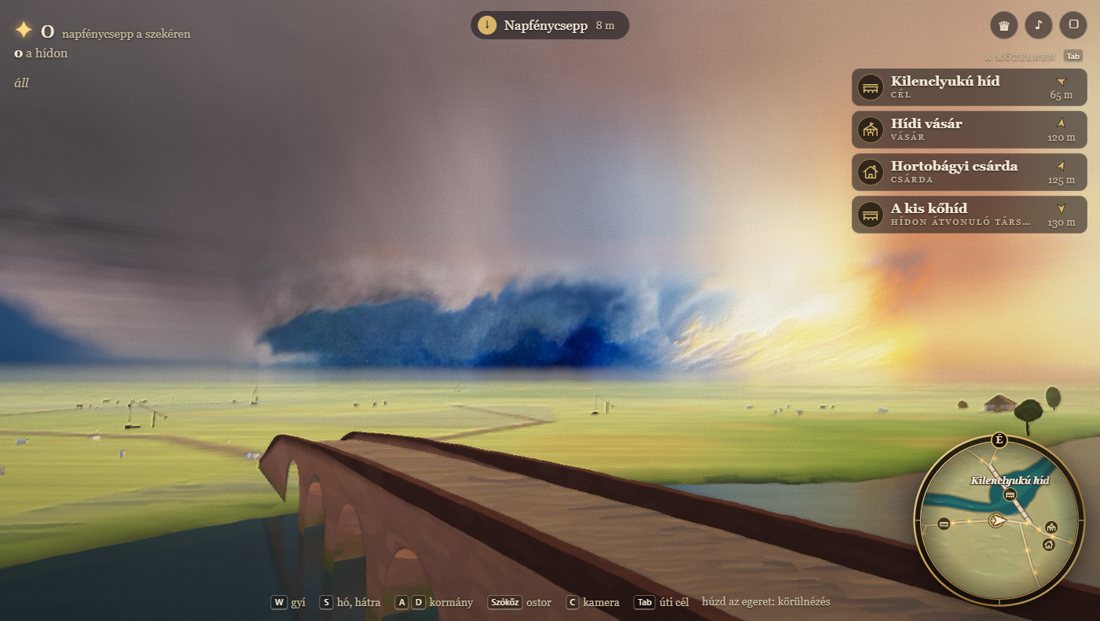 0 napfénycsepp a szekéren
0 a hídon
áll
Napfénycsepp 8 m
A KÖZELBEN Tab
Kilenclyukú híd
CÉL
65 m
Hídi vásár
VÁSÁR
120 m
Hortobágyi csárda
CSÁRDA
125 m
A kis kőhíd
HÍDON ÁTVONULÓ TÁRS...
130 m
É
Kilenclyukú híd
W gyí S hó, hátra A D kormány Szóköz ostor C kamera Tab úti cél húzd az egeret: körülnézés